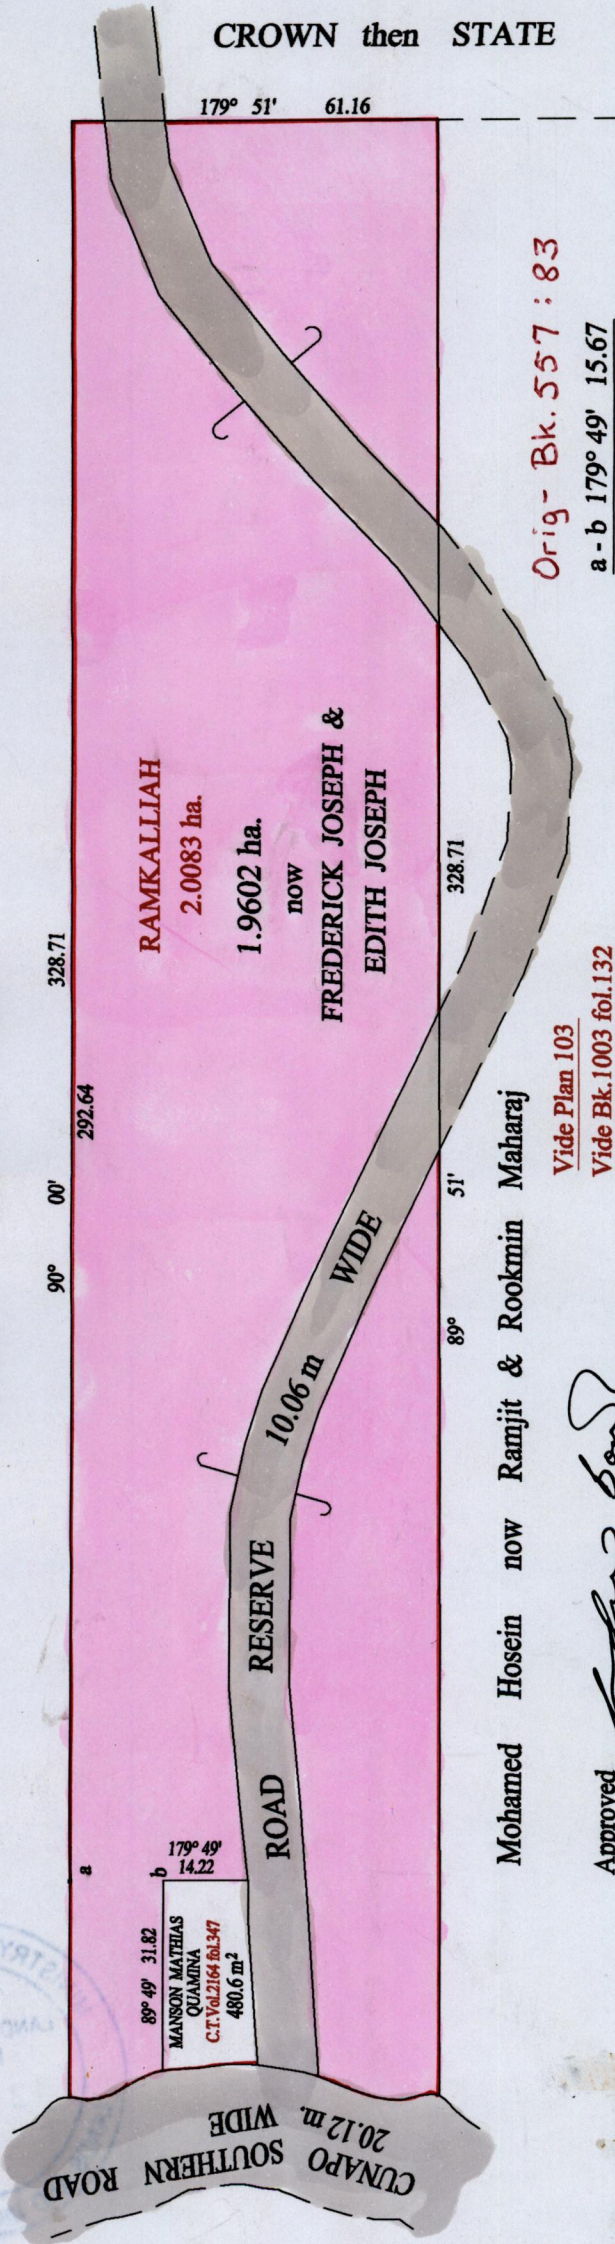 CROWN then STATE
179° 51' 61.16
Orig- Bk. 557 : 83
a - b 179° 49' 15.67
RAMKALLIAH
2.0083 ha.
1.9602 ha.
now
FREDERICK JOSEPH &
EDITH JOSEPH
90° 00' 328.71
292.64
89° 51' 328.71
ROAD RESERVE 10.06 m WIDE
Mohamed Hosein now Ramjit & Rookmin Maharaj
Vide Plan 103
Vide Bk.1003 fol.132
a
b
179° 49'
14.22
89° 49' 31.82
MANSON MATHIAS
QUAMINA
C.T.Vol.2164 fol.347
480.6 m²
CUNAPO SOUTHERN ROAD
20.12 m. WIDE
Approved